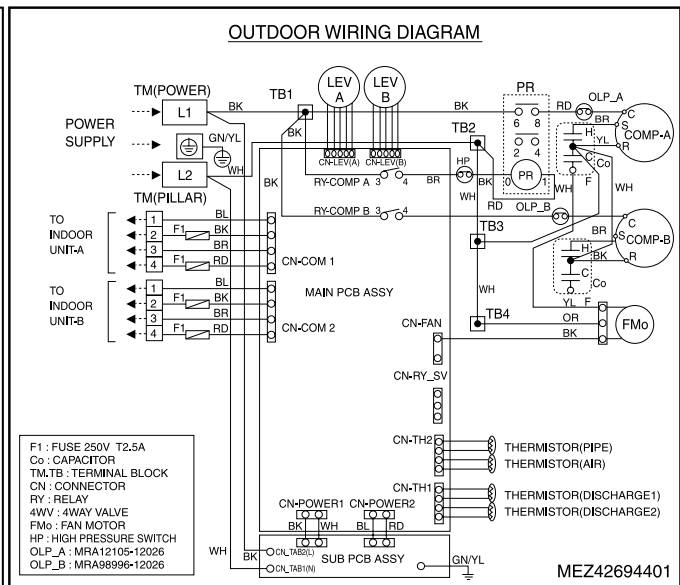 OUTDOOR WIRING DIAGRAM
TM(POWER)
L1
BK
TB1
LEV A
LEV B
PR
OLP_A
BK
RD
C
BR
S
H
YL
R
COMP-A
6 8
2 4
POWER SUPPLY
GN/YL
BK
TB2
CN-LEV(A)
CN-LEV(B)
HP
C
Co
L2
WH
BK
RY-COMP A 3 4
BR
BK
0 PR 1
WH
WH
TM(PILLAR)
WH
RD
OLP_B
TO INDOOR UNIT-A
1 BL
2 F1 BK
3 BR
4 F1 RD
CN-COM 1
RY-COMP B 3 4
TB3
C
BR
S
H
COMP-B
BK
R
C
Co
TO INDOOR UNIT-B
1 BL
2 F1 BK
3 BR
4 F1 RD
CN-COM 2
MAIN PCB ASSY
WH
YL F
TB4
OR
FMo
CN-FAN
BK
CN-RY_SV
CN-TH2
THERMISTOR(PIPE)
THERMISTOR(AIR)
CN-TH1
THERMISTOR(DISCHARGE1)
THERMISTOR(DISCHARGE2)
F1 : FUSE 250V T2.5A
Co : CAPACITOR
TM.TB : TERMINAL BLOCK
CN : CONNECTOR
RY : RELAY
4WV : 4WAY VALVE
FMo : FAN MOTOR
HP : HIGH PRESSURE SWITCH
OLP_A : MRA12105-12026
OLP_B : MRA98996-12026
CN-POWER1
CN-POWER2
BK WH BL RD
WH
BK
CN_TAB2(L)
CN_TAB1(N)
SUB PCB ASSY
GN/YL
MEZ42694401